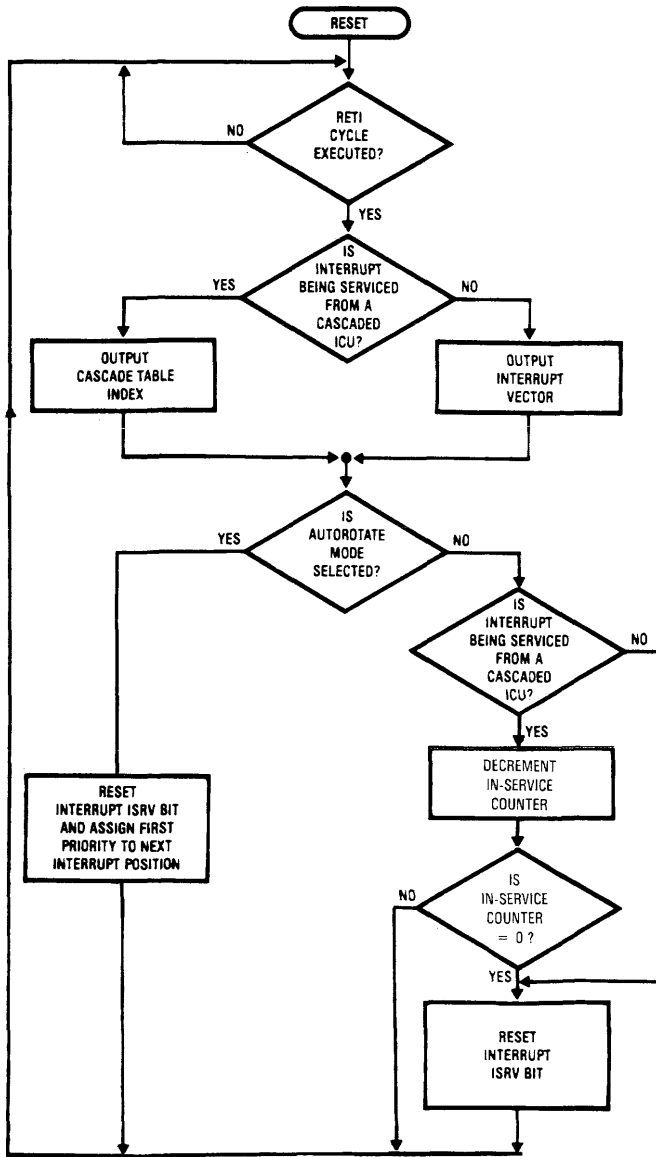 RESET
RETI
CYCLE
EXECUTED?
NO
YES
IS
INTERRUPT
BEING SERVICED
FROM A
CASCADED
ICU?
YES
NO
OUTPUT
CASCADE TABLE
INDEX
OUTPUT
INTERRUPT
VECTOR
IS
AUTOROTATE
MODE
SELECTED?
YES
NO
IS
INTERRUPT
BEING SERVICED
FROM A
CASCADED
ICU?
NO
YES
DECREMENT
IN-SERVICE
COUNTER
RESET
INTERRUPT ISRV BIT
AND ASSIGN FIRST
PRIORITY TO NEXT
INTERRUPT POSITION
IS
IN-SERVICE
COUNTER
= 0 ?
NO
YES
RESET
INTERRUPT
ISRV BIT